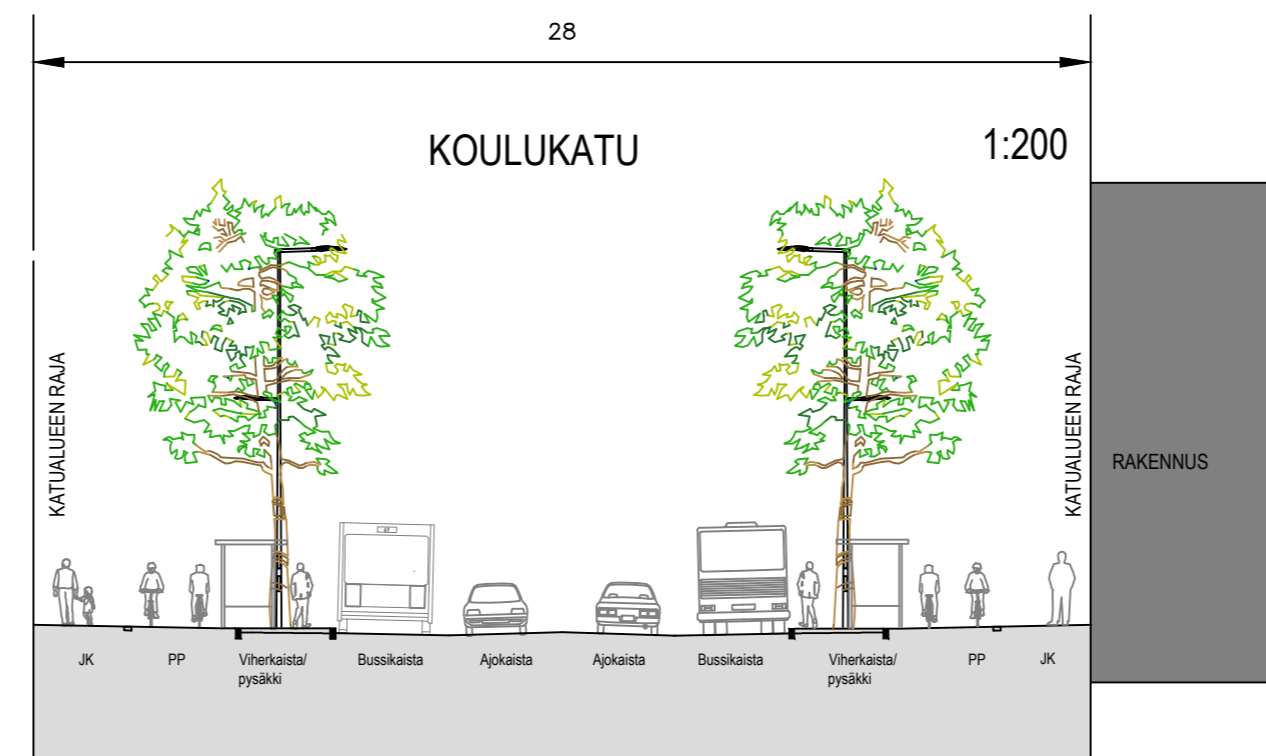 28
KOULUKATU
1:200
KATUALUEEN RAJA
KATUALUEEN RAJA
RAKENNUS
JK
PP
Viherkaista/
pysäkki
Bussikaista
Ajokaista
Ajokaista
Bussikaista
Viherkaista/
pysäkki
PP
JK